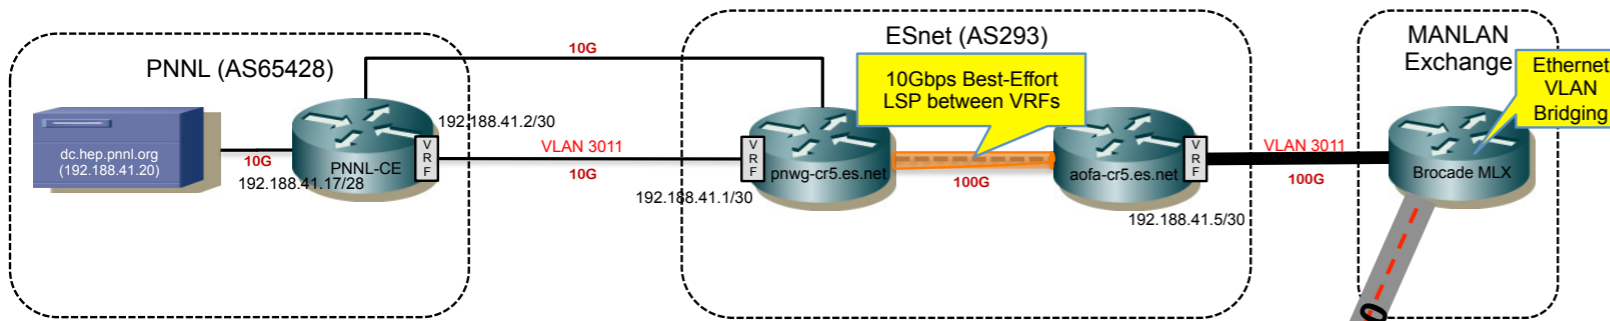 PNNL (AS65428)
dc.hep.pnnl.org
(192.188.41.20)
10G
192.188.41.17/28
PNNL-CE
VRF
192.188.41.2/30
10G
VLAN 3011
10G
ESnet (AS293)
10Gbps Best-Effort
LSP between VRFs
192.188.41.1/30
VRF
pnwg-cr5.es.net
100G
aofa-cr5.es.net
VRF
192.188.41.5/30
VLAN 3011
100G
MANLAN
Exchange
Ethernet
VLAN
Bridging
Brocade MLX